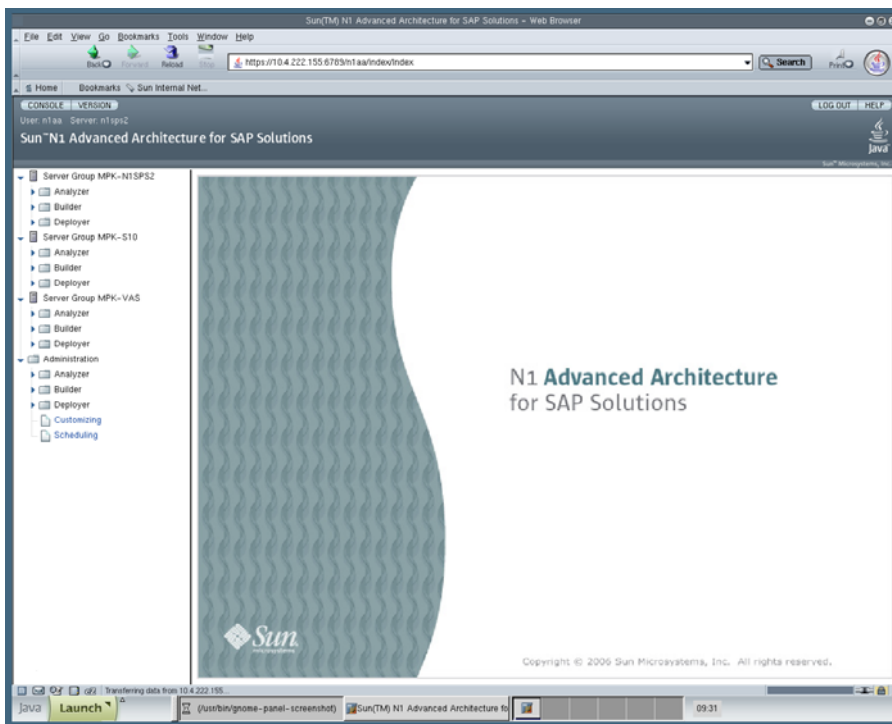 Sun(TM) N1 Advanced Architecture for SAP Solutions - Web Browser
File Edit View Go Bookmarks Tools Window Help
Back Forward Reload Stop https://10.4.222.155:6789/n1aa/index/Index Search Print
Home Bookmarks Sun Internal Net...
CONSOLE VERSION LOG OUT HELP
User: n1aa Server: n1sps2
Sun™ N1 Advanced Architecture for SAP Solutions
Java
Sun™ Microsystems, Inc.
Server Group MPK-N1SPS2
Analyzer
Builder
Deployer
Server Group MPK-S10
Analyzer
Builder
Deployer
Server Group MPK-VAS
Analyzer
Builder
Deployer
Administration
Analyzer
Builder
Deployer
Customizing
Scheduling
N1 Advanced Architecture
for SAP Solutions
Sun
microsystems
Copyright © 2006 Sun Microsystems, Inc. All rights reserved.
Transferring data from 10.4.222.155...
Java Launch (/usr/bin/gnome-panel-screenshot) Sun(TM) N1 Advanced Architecture fo 09:31